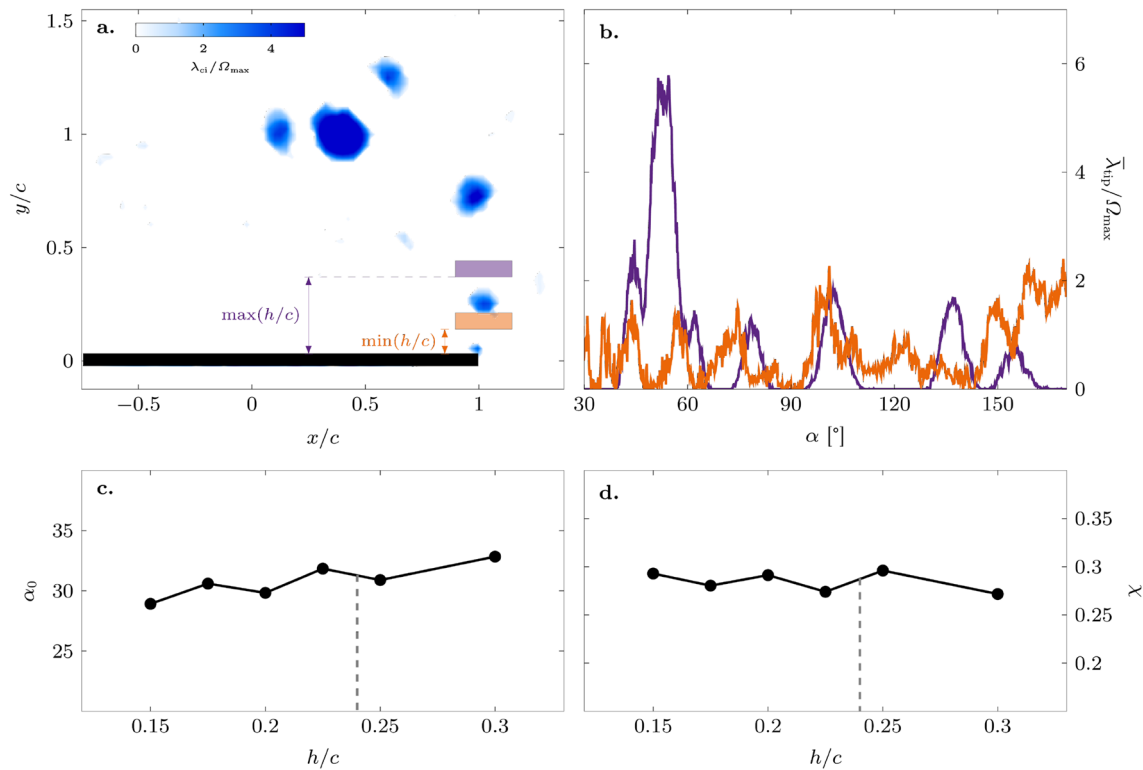 a.
1.5
1
0.5
0
y/c
0 2 4
λci/Ωmax
max(h/c)
min(h/c)
−0.5 0 0.5 1
x/c
b.
6
4
2
0
λ̅tip/Ωmax
30 60 90 120 150
α [°]
c.
35
30
25
α0
0.15 0.2 0.25 0.3
h/c
d.
0.35
0.3
0.25
0.2
χ
0.15 0.2 0.25 0.3
h/c